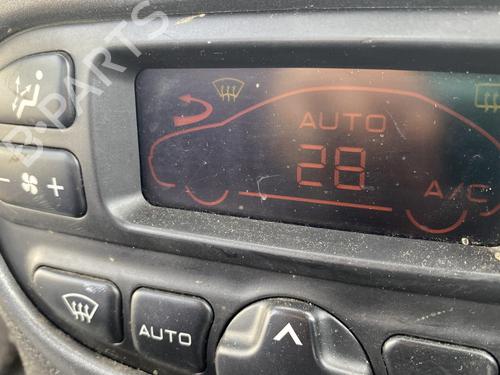 B-PARTS
AUTO
28
A/C
- +
AUTO